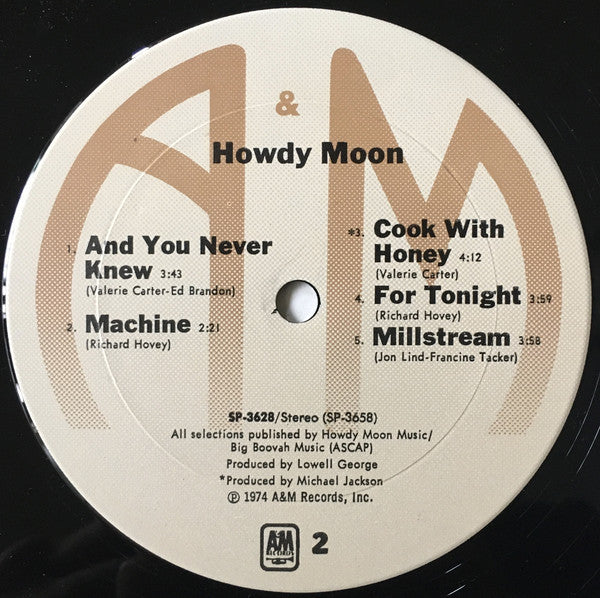 A & M
Howdy Moon
1. And You Never
Knew 3:43
(Valerie Carter-Ed Brandon)
2. Machine 2:21
(Richard Hovey)
*3. Cook With
Honey 4:12
(Valerie Carter)
4. For Tonight 3:59
(Richard Hovey)
5. Millstream 3:58
(Jon Lind-Francine Tacker)
SP-3628/Stereo (SP-3658)
All selections published by Howdy Moon Music/
Big Boovah Music (ASCAP)
Produced by Lowell George
*Produced by Michael Jackson
℗ 1974 A&M Records, Inc.
A&M
RECORDS
2